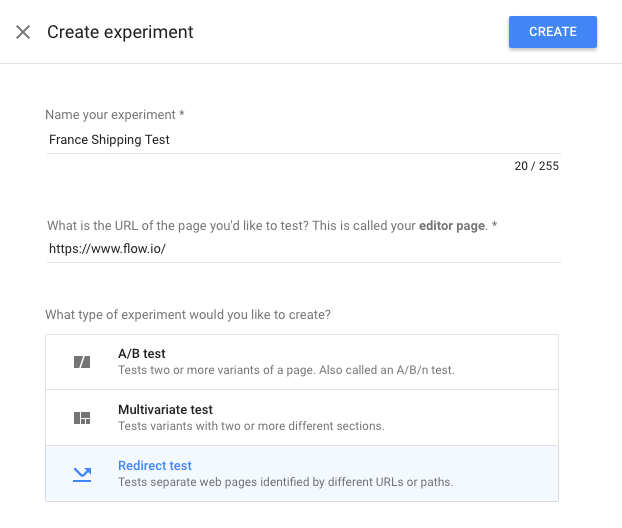 Create experiment
CREATE
Name your experiment *
France Shipping Test
20 / 255
What is the URL of the page you'd like to test? This is called your editor page. *
https://www.flow.io/
What type of experiment would you like to create?
A/B test
Tests two or more variants of a page. Also called an A/B/n test.
Multivariate test
Tests variants with two or more different sections.
Redirect test
Tests separate web pages identified by different URLs or paths.